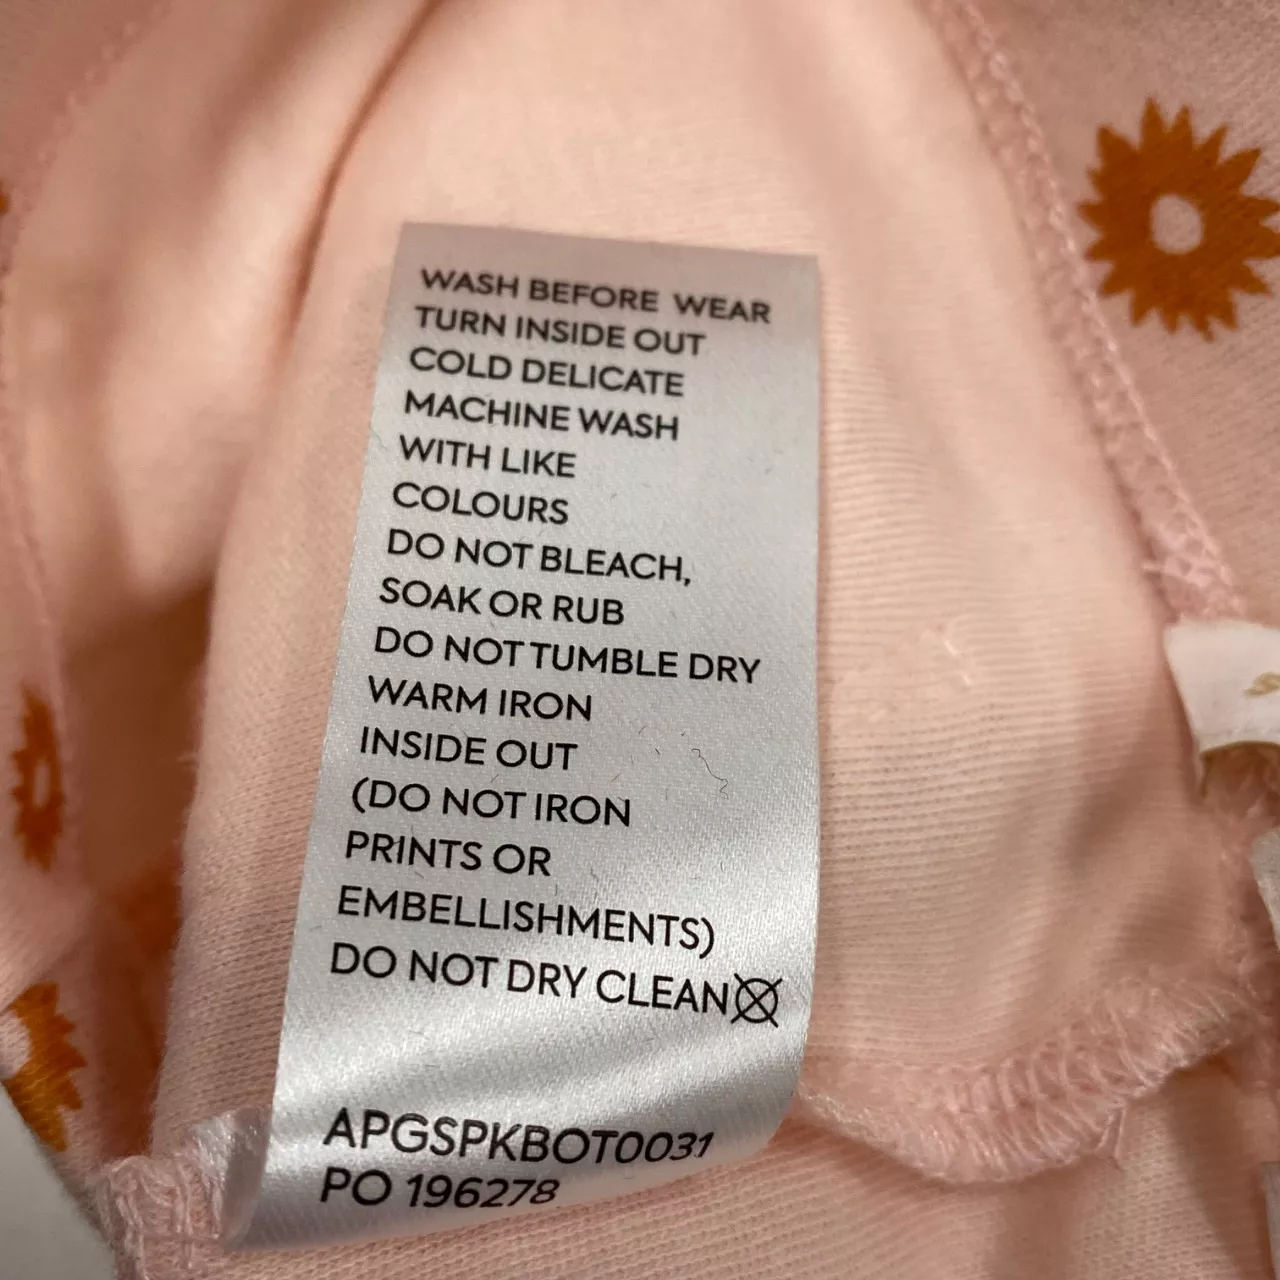 WASH BEFORE WEAR
TURN INSIDE OUT
COLD DELICATE
MACHINE WASH
WITH LIKE
COLOURS
DO NOT BLEACH,
SOAK OR RUB
DO NOT TUMBLE DRY
WARM IRON
INSIDE OUT
(DO NOT IRON
PRINTS OR
EMBELLISHMENTS)
DO NOT DRY CLEAN
APGSPKBOT0031
PO 196278